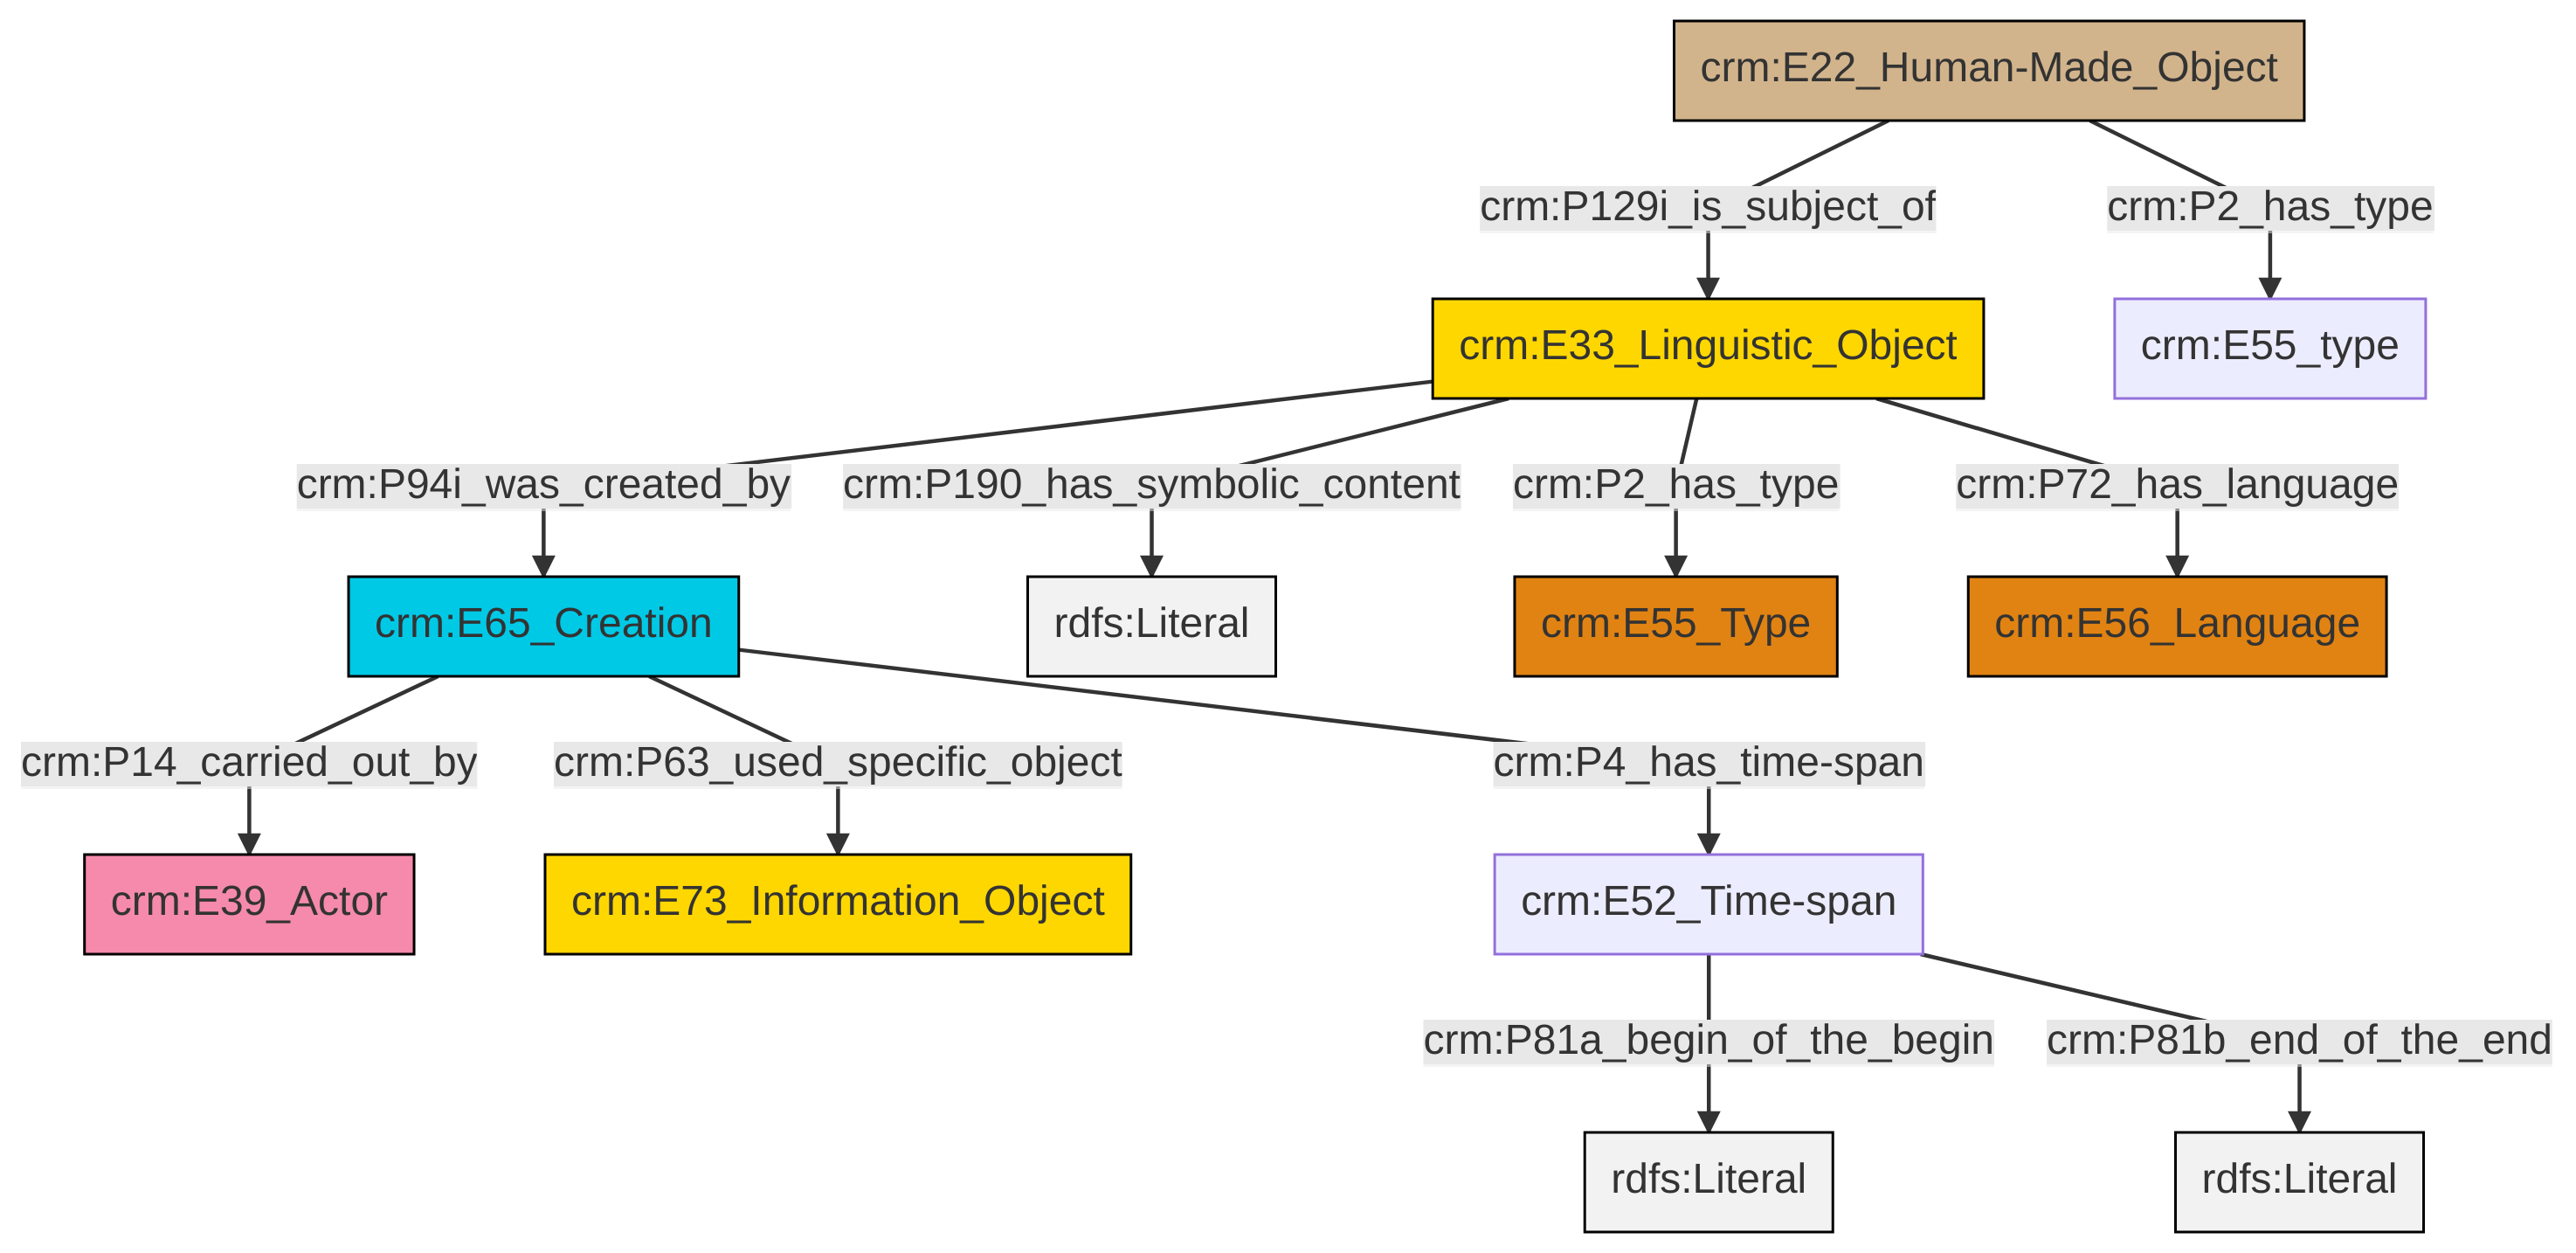 crm:E22_Human-Made_Object
crm:P129i_is_subject_of
crm:P2_has_type
crm:E33_Linguistic_Object
crm:E55_type
crm:P94i_was_created_by
crm:P190_has_symbolic_content
crm:P2_has_type
crm:P72_has_language
crm:E65_Creation
rdfs:Literal
crm:E55_Type
crm:E56_Language
crm:P14_carried_out_by
crm:P63_used_specific_object
crm:P4_has_time-span
crm:E39_Actor
crm:E73_Information_Object
crm:E52_Time-span
crm:P81a_begin_of_the_begin
crm:P81b_end_of_the_end
rdfs:Literal
rdfs:Literal